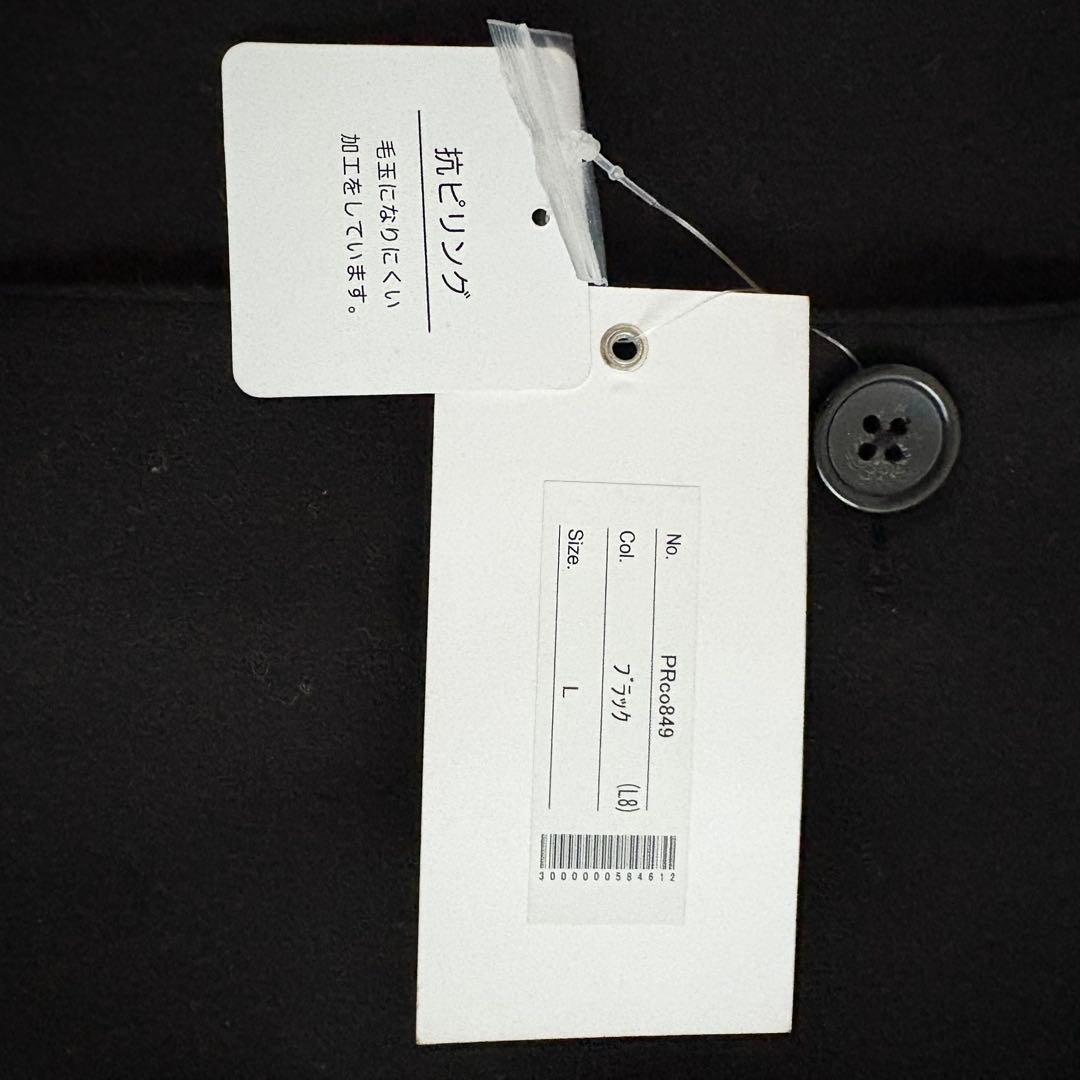 抗ピリング
毛玉になりにくい
加工をしています。
No. PRco849
Col. ﾌﾞﾗｯｸ (L8)
Size. L
3000000584612